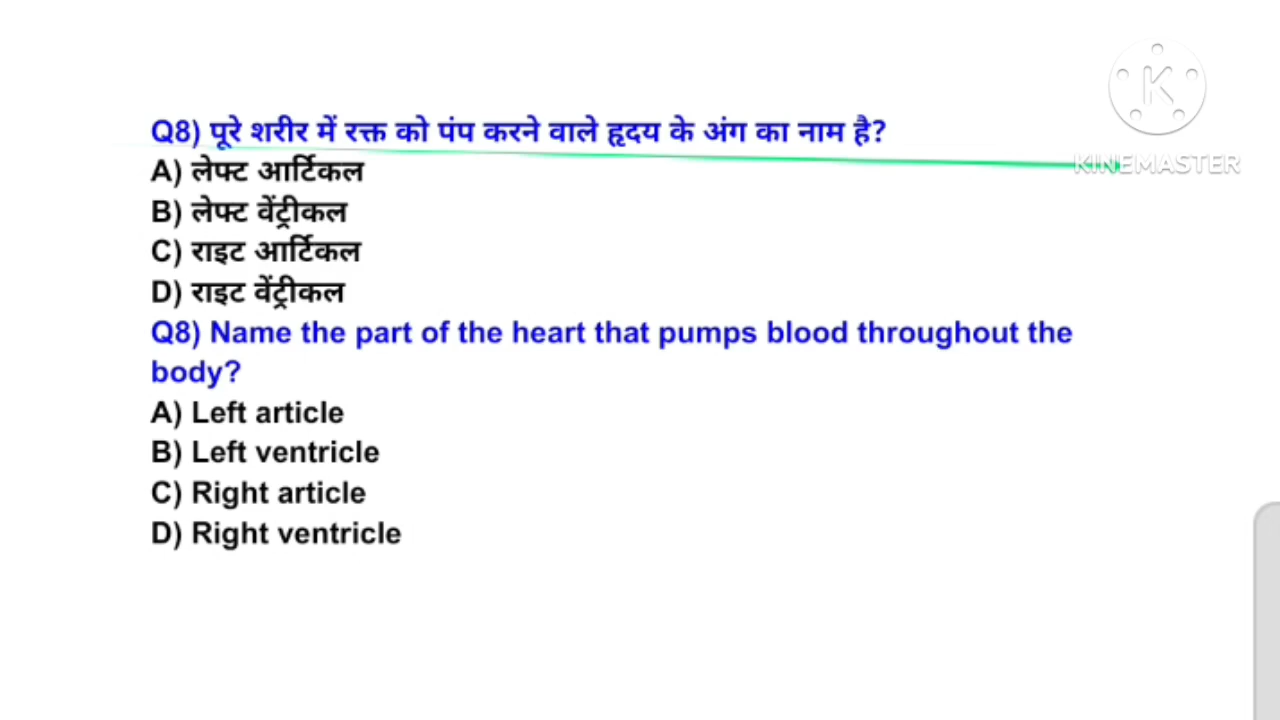 Q8) पूरे शरीर में रक्त को पंप करने वाले हृदय के अंग का नाम है?
A) लेफ्ट आर्टिकल
B) लेफ्ट वेंट्रीकल
C) राइट आर्टिकल
D) राइट वेंट्रीकल
Q8) Name the part of the heart that pumps blood throughout the
body?
A) Left article
B) Left ventricle
C) Right article
D) Right ventricle
K
KINEMASTER